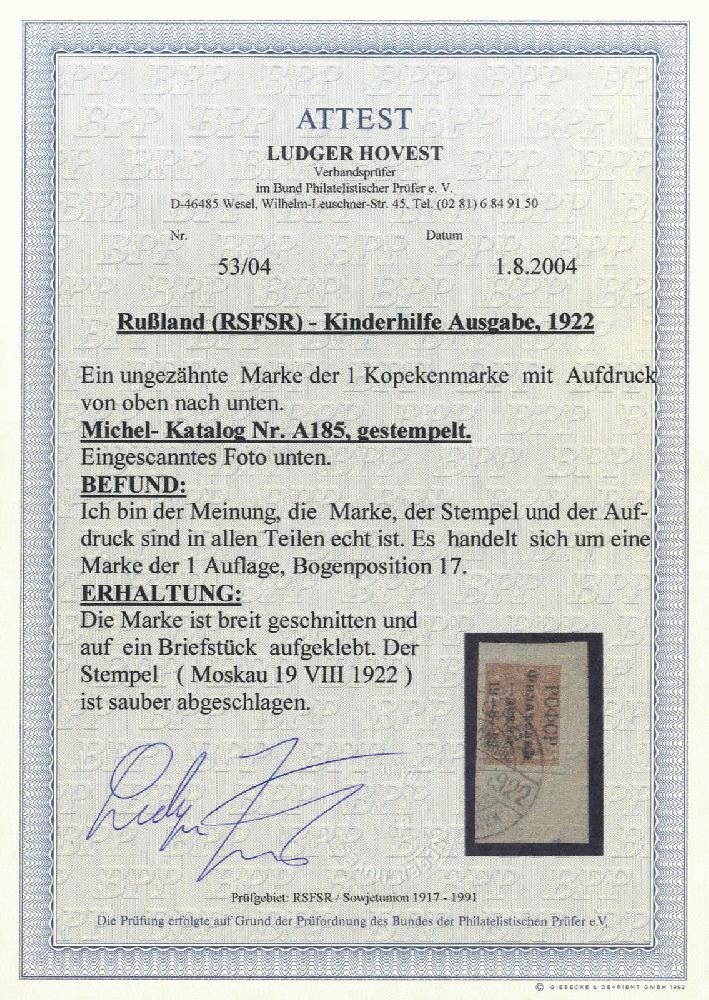 ATTEST
LUDGER HOVEST
Verbandsprüfer
im Bund Philatelistischer Prüfer e. V.
D-46485 Wesel, Wilhelm-Leuschner-Str. 45, Tel. (02 81) 6 84 91 50
Nr. Datum
53/04 1.8.2004
Rußland (RSFSR) - Kinderhilfe Ausgabe, 1922
Ein ungezähnte Marke der 1 Kopekenmarke mit Aufdruck
von oben nach unten.
Michel- Katalog Nr. A185, gestempelt.
Eingescanntes Foto unten.
BEFUND:
Ich bin der Meinung, die Marke, der Stempel und der Auf-
druck sind in allen Teilen echt ist. Es handelt sich um eine
Marke der 1 Auflage, Bogenposition 17.
ERHALTUNG:
Die Marke ist breit geschnitten und
auf ein Briefstück aufgeklebt. Der
Stempel ( Moskau 19 VIII 1922 )
ist sauber abgeschlagen.
РСФСР
1922
Prüfgebiet: RSFSR / Sowjetunion 1917 - 1991
Die Prüfung erfolgte auf Grund der Prüfordnung des Bundes der Philatelistischen Prüfer e.V.
© GIESECKE & DEVRIENT GMBH 1992